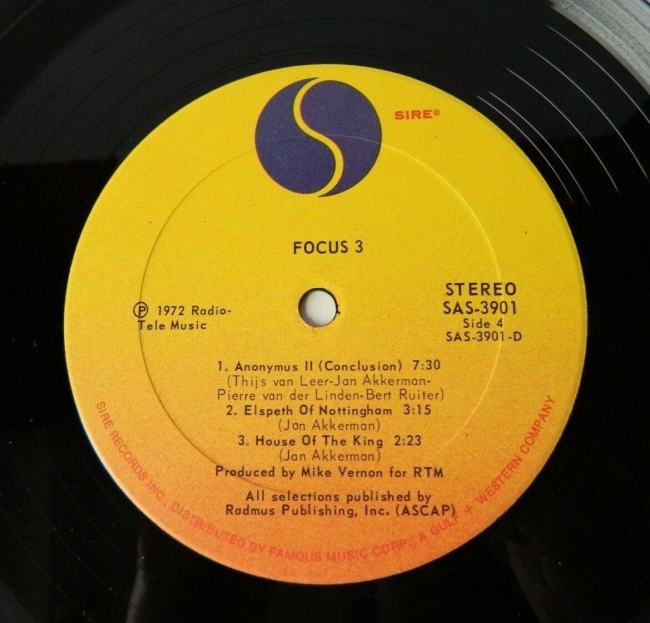 SIRE®
FOCUS 3
℗ 1972 Radio-
Tele Music
STEREO
SAS-3901
Side 4
SAS-3901-D
1. Anonymus II (Conclusion) 7:30
(Thijs van Leer-Jan Akkerman-
Pierre van der Linden-Bert Ruiter)
2. Elspeth Of Nottingham 3:15
(Jan Akkerman)
3. House Of The King 2:23
(Jan Akkerman)
Produced by Mike Vernon for RTM
All selections published by
Radmus Publishing, Inc. (ASCAP)
SIRE RECORDS INC., DISTRIBUTED BY FAMOUS MUSIC CORP., A GULF + WESTERN COMPANY